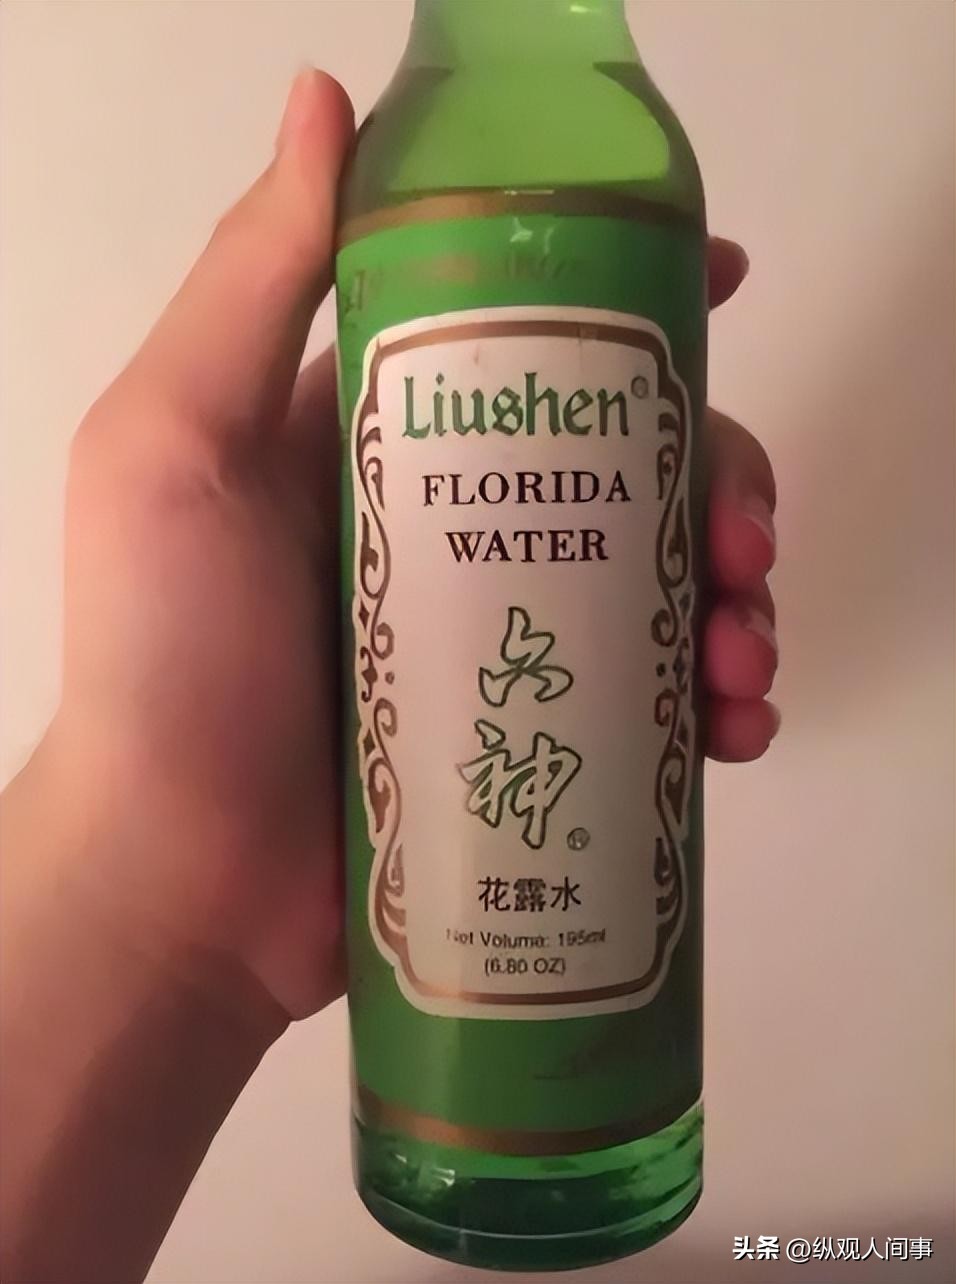 Liushen®
FLORIDA
WATER
六
神®
花露水
Net Volume: 195ml
(6.80 OZ)
头条 @纵观人间事